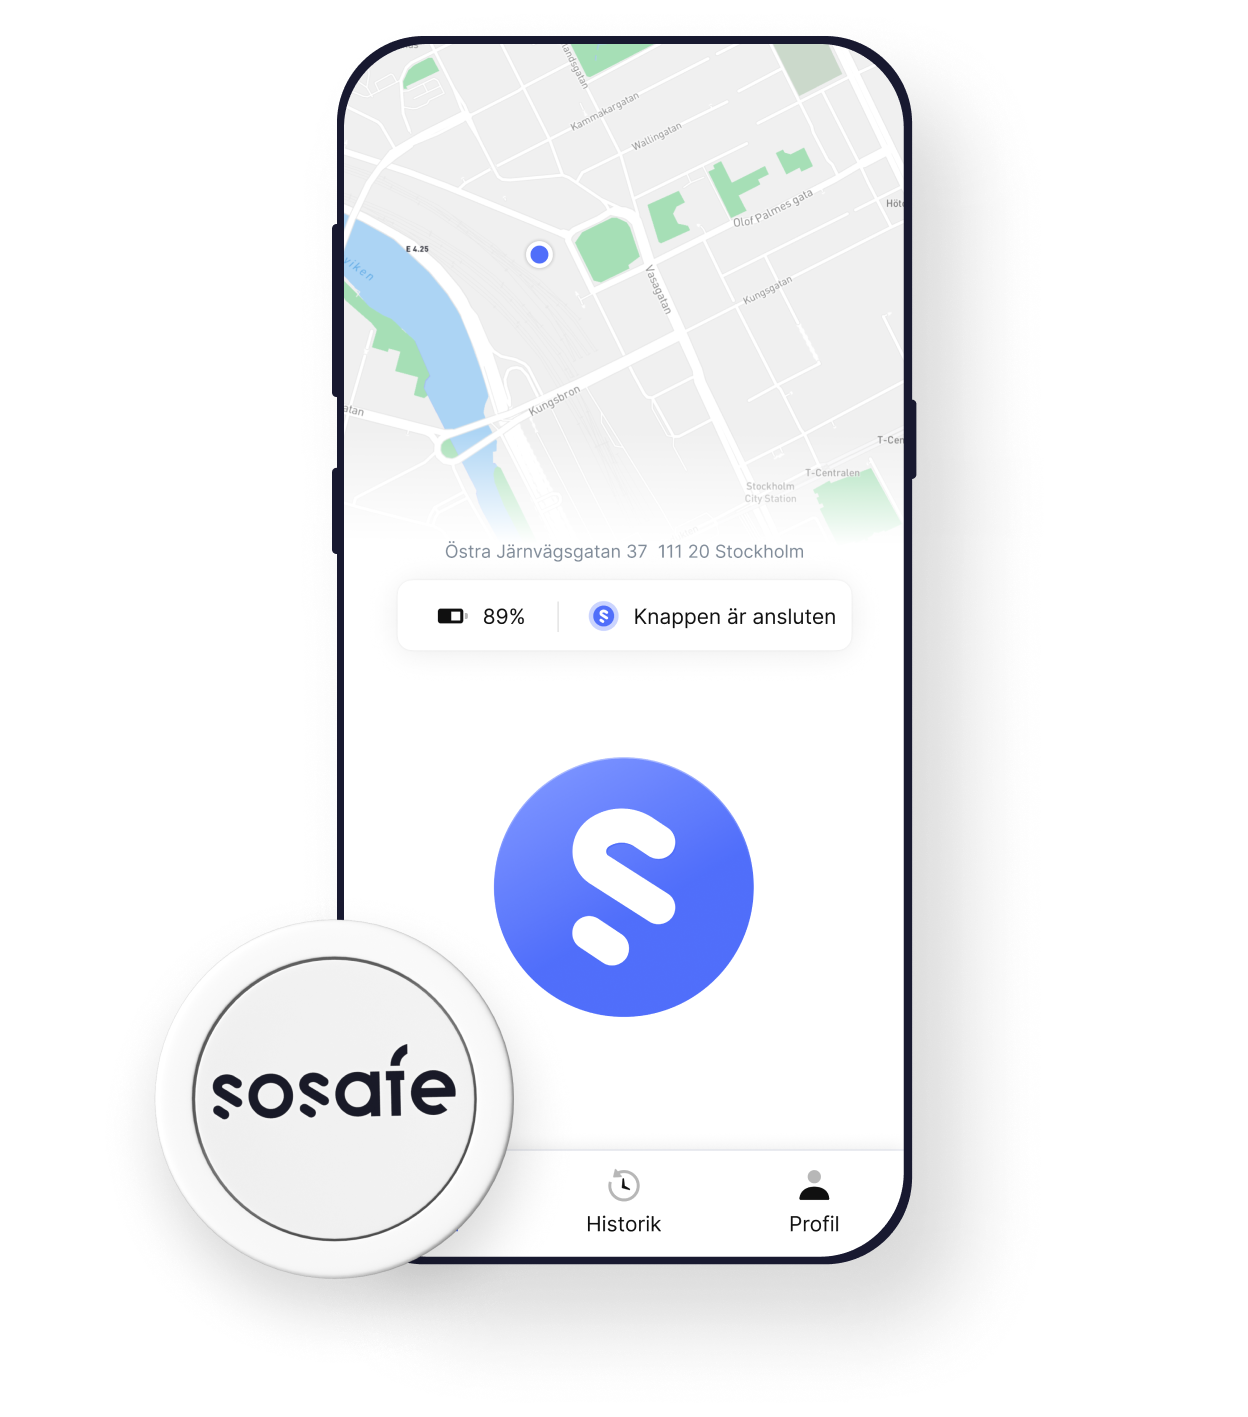 Kammakargatan
Wallingatan
Olof Palmes gata
E 4.25
Vasagatan
Kungsgatan
Kungsbron
T-Centralen
Stockholm
City Station
Östra Järnvägsgatan 37 111 20 Stockholm
89%
Knappen är ansluten
sosafe
Historik
Profil